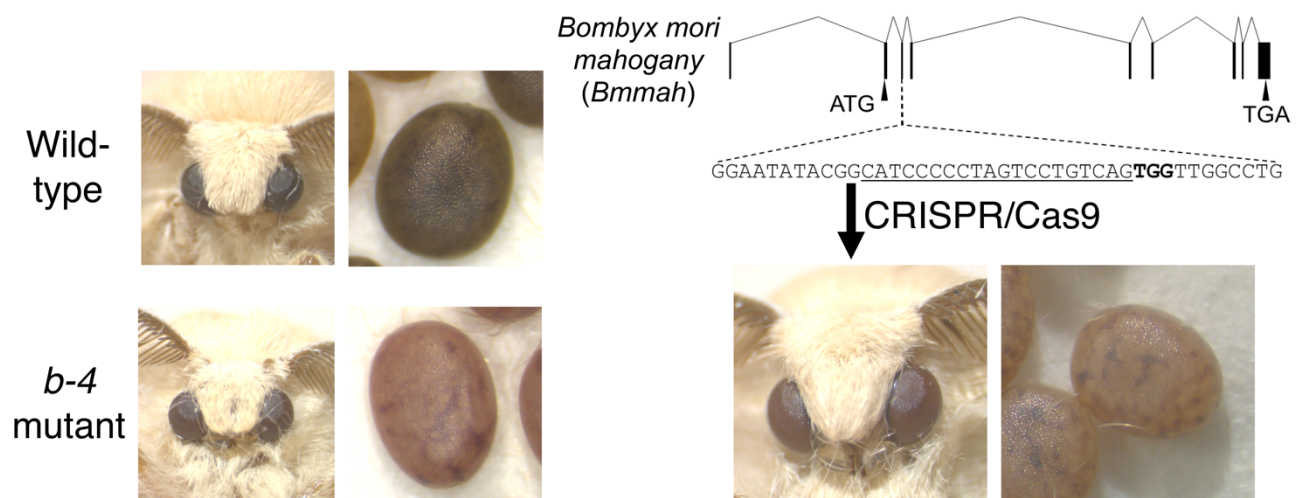 Wild-
type
b-4
mutant
Bombyx mori
mahogany
(Bmmah)
ATG
TGA
GGAATATACGGCATCCCCCTAGTCCTGTCAGTGGTTGGCCTG
CRISPR/Cas9